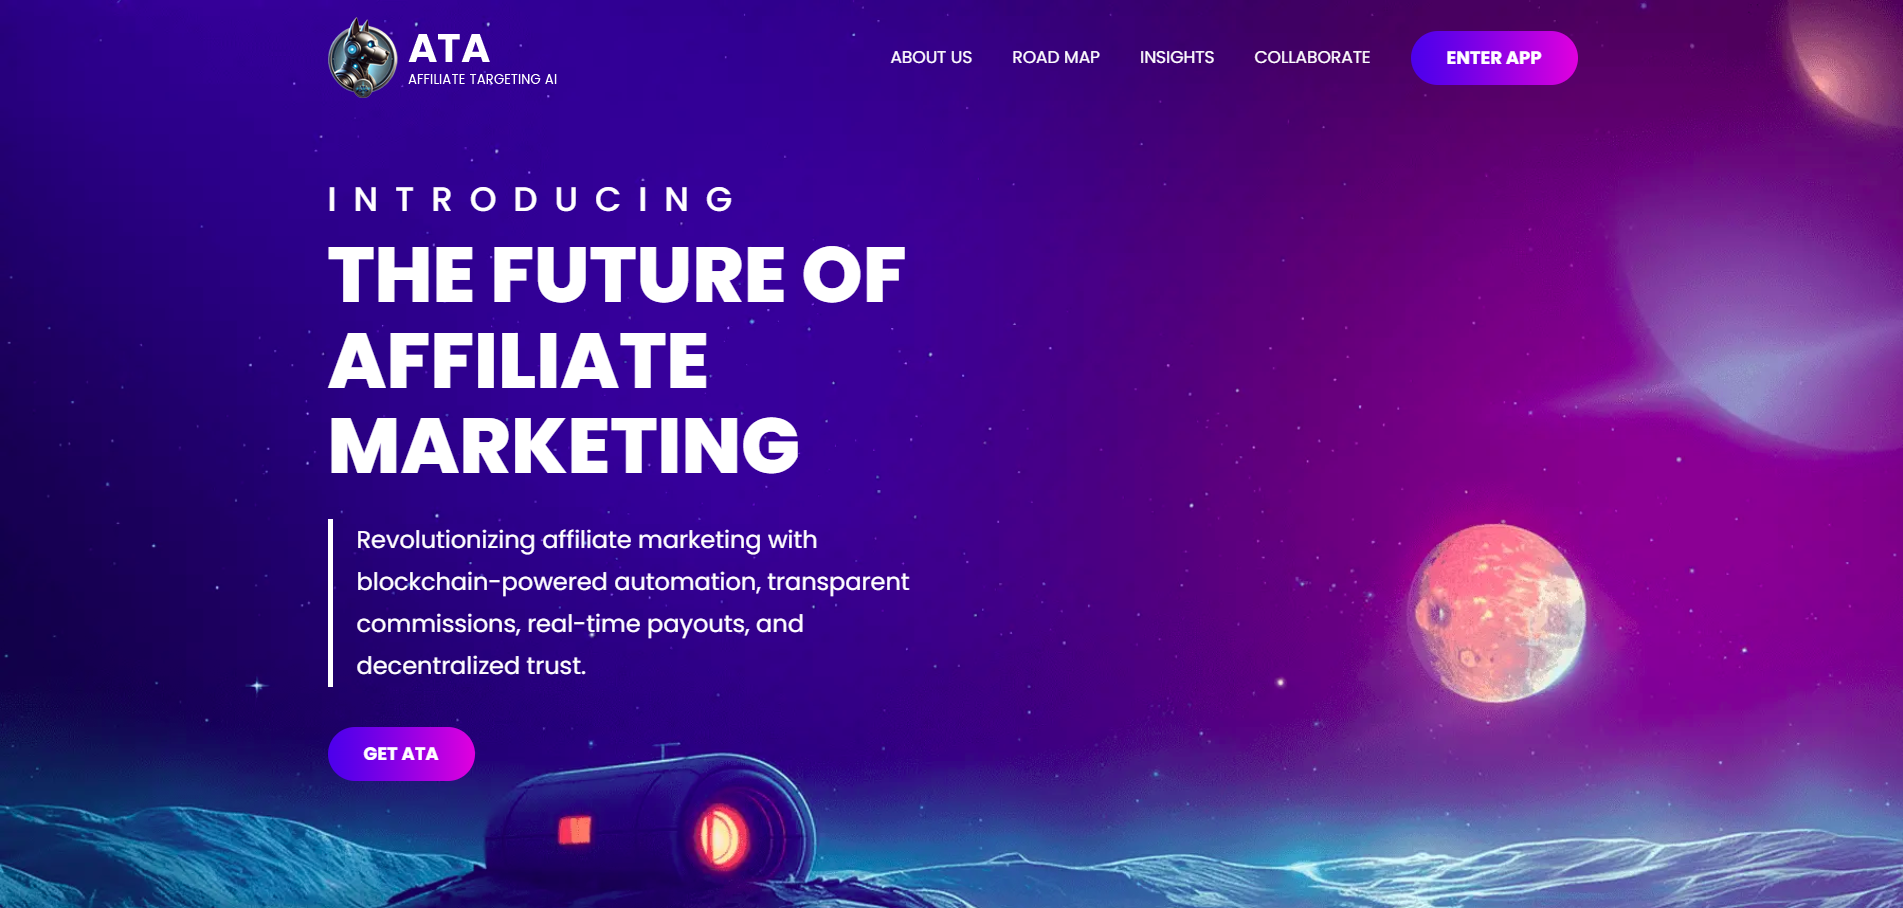 ATA
AFFILIATE TARGETING AI
ABOUT US
ROAD MAP
INSIGHTS
COLLABORATE
ENTER APP
INTRODUCING
THE FUTURE OF
AFFILIATE
MARKETING
Revolutionizing affiliate marketing with
blockchain-powered automation, transparent
commissions, real-time payouts, and
decentralized trust.
GET ATA